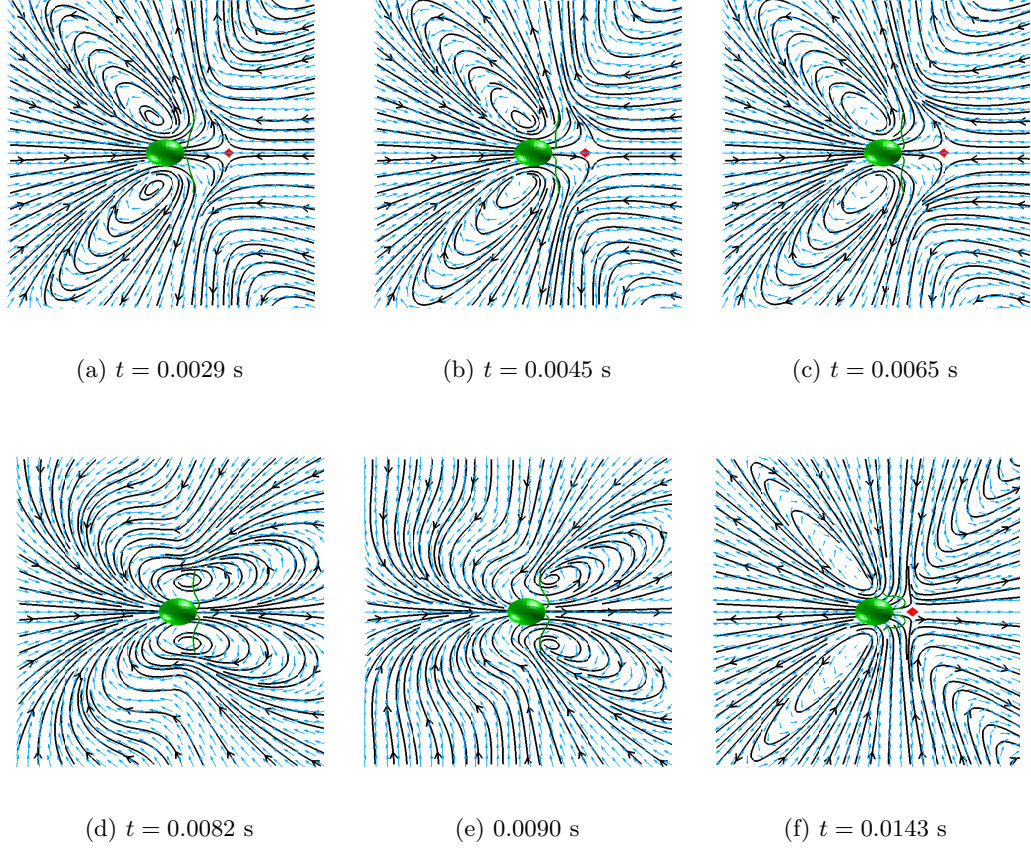 (a) t = 0.0029 s
(b) t = 0.0045 s
(c) t = 0.0065 s
(d) t = 0.0082 s
(e) 0.0090 s
(f) t = 0.0143 s